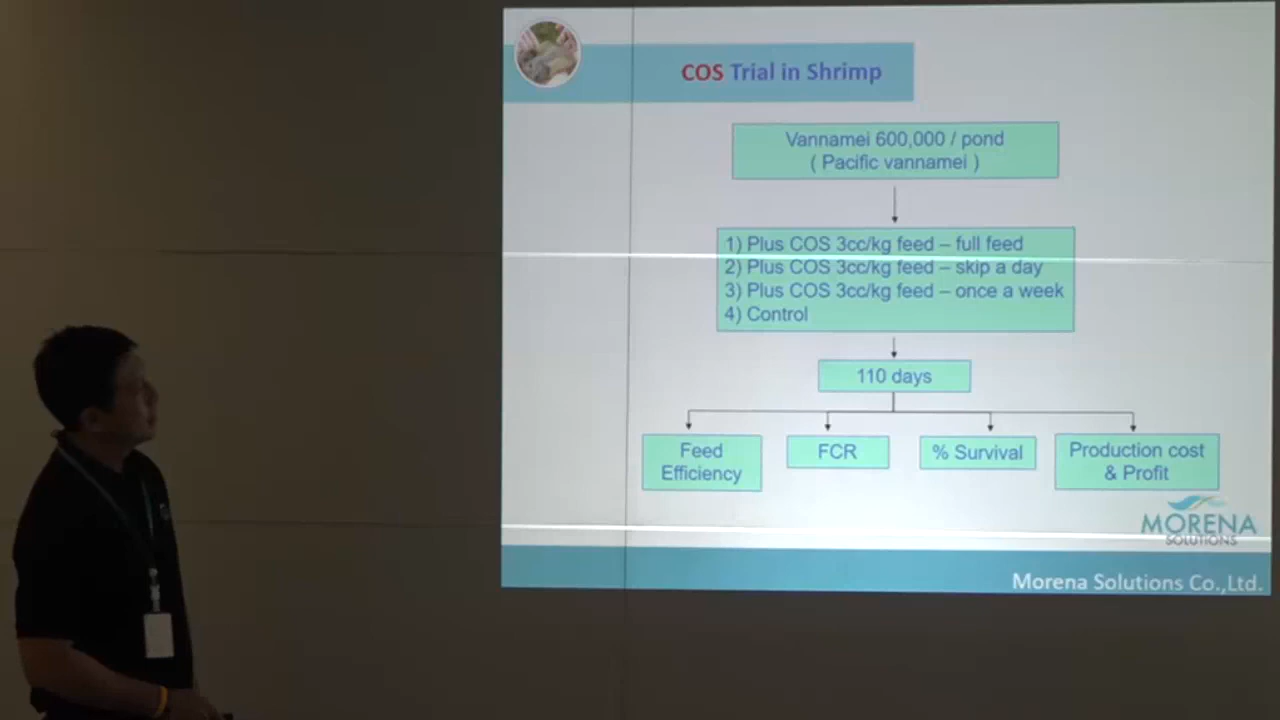 COS Trial in Shrimp
Vannamei 600,000 / pond
( Pacific vannamei )
1) Plus COS 3cc/kg feed – full feed
2) Plus COS 3cc/kg feed – skip a day
3) Plus COS 3cc/kg feed – once a week
4) Control
110 days
Feed
Efficiency
FCR
% Survival
Production cost
& Profit
MORENA
SOLUTIONS
Morena Solutions Co.,Ltd.